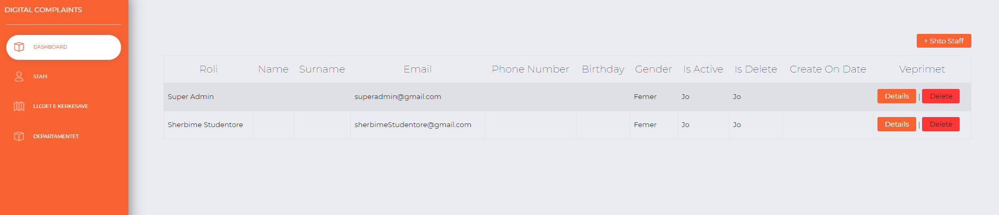 DIGITAL COMPLAINTS
DASHBOARD
STAFI
LLOJET E KERKESAVE
DEPARTAMENTET
+ Shto Staff
Roli Name Surname Email Phone Number Birthday Gender Is Active Is Delete Create On Date Veprimet
Super Admin superadmin@gmail.com Femer Jo Jo Details | Delete
Sherbime Studentore sherbimeStudentore@gmail.com Femer Jo Jo Details | Delete